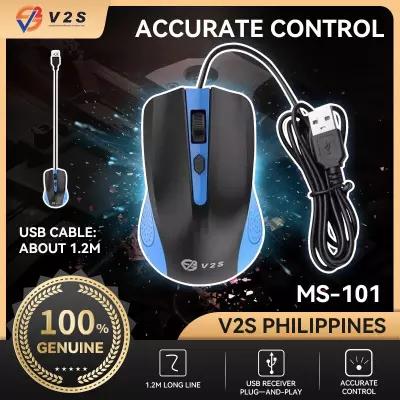 V2S
ACCURATE CONTROL
USB CABLE:
ABOUT 1.2M
V2S
MS-101
100%
GENUINE
V2S PHILIPPINES
1.2M LONG LINE
USB RECEIVER
PLUG—AND-PLAY
ACCURATE
CONTROL